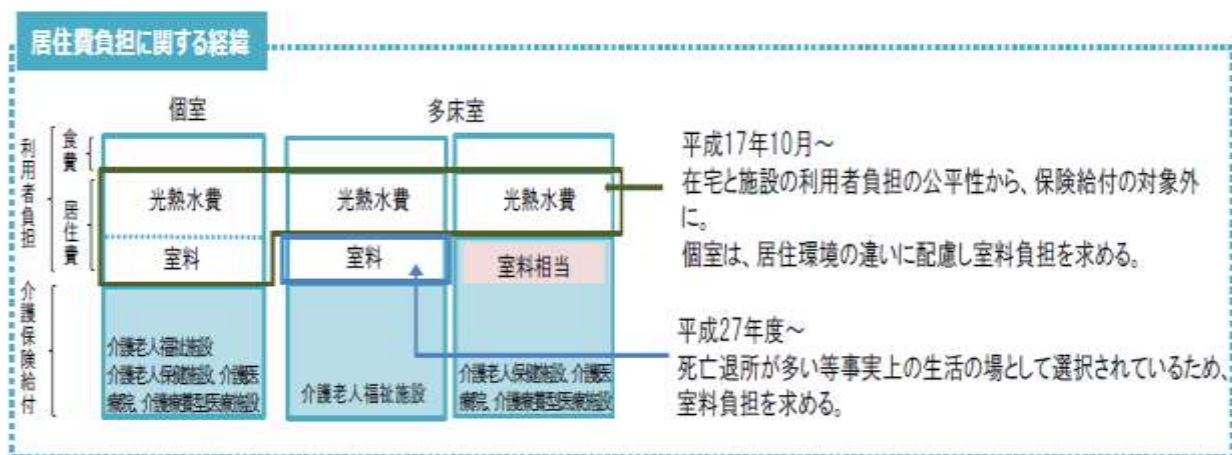 居住費負担に関する経緯
個室
多床室
利用者負担
食費
居住費
介護保険給付
光熱水費
室料
介護老人福祉施設
介護老人保健施設、介護医
療院、介護療養型医療施設
光熱水費
室料
介護老人福祉施設
光熱水費
室料相当
介護老人保健施設、介護医
療院、介護療養型医療施設
平成17年10月～
在宅と施設の利用者負担の公平性から、保険給付の対象外
に。
個室は、居住環境の違いに配慮し室料負担を求める。
平成27年度～
死亡退所が多い等事実上の生活の場として選択されているため、
室料負担を求める。